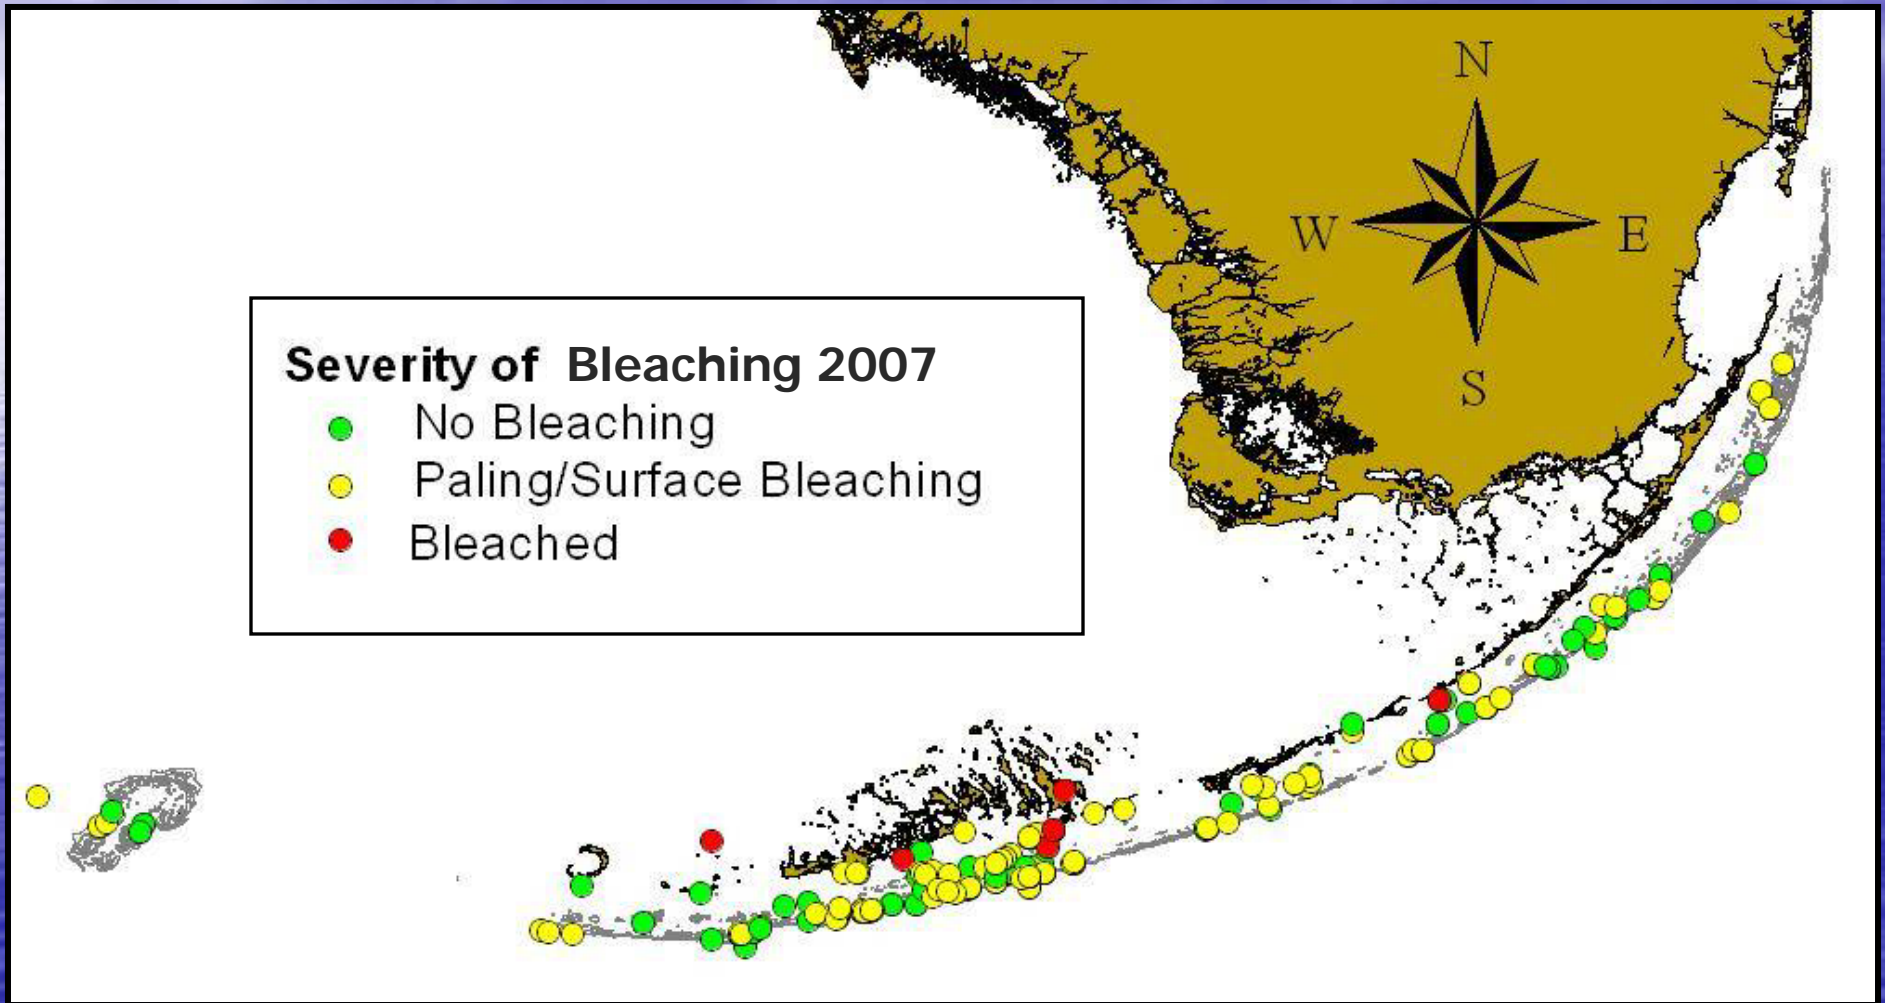 N
W E
S
Severity of Bleaching 2007
No Bleaching
Paling/Surface Bleaching
Bleached